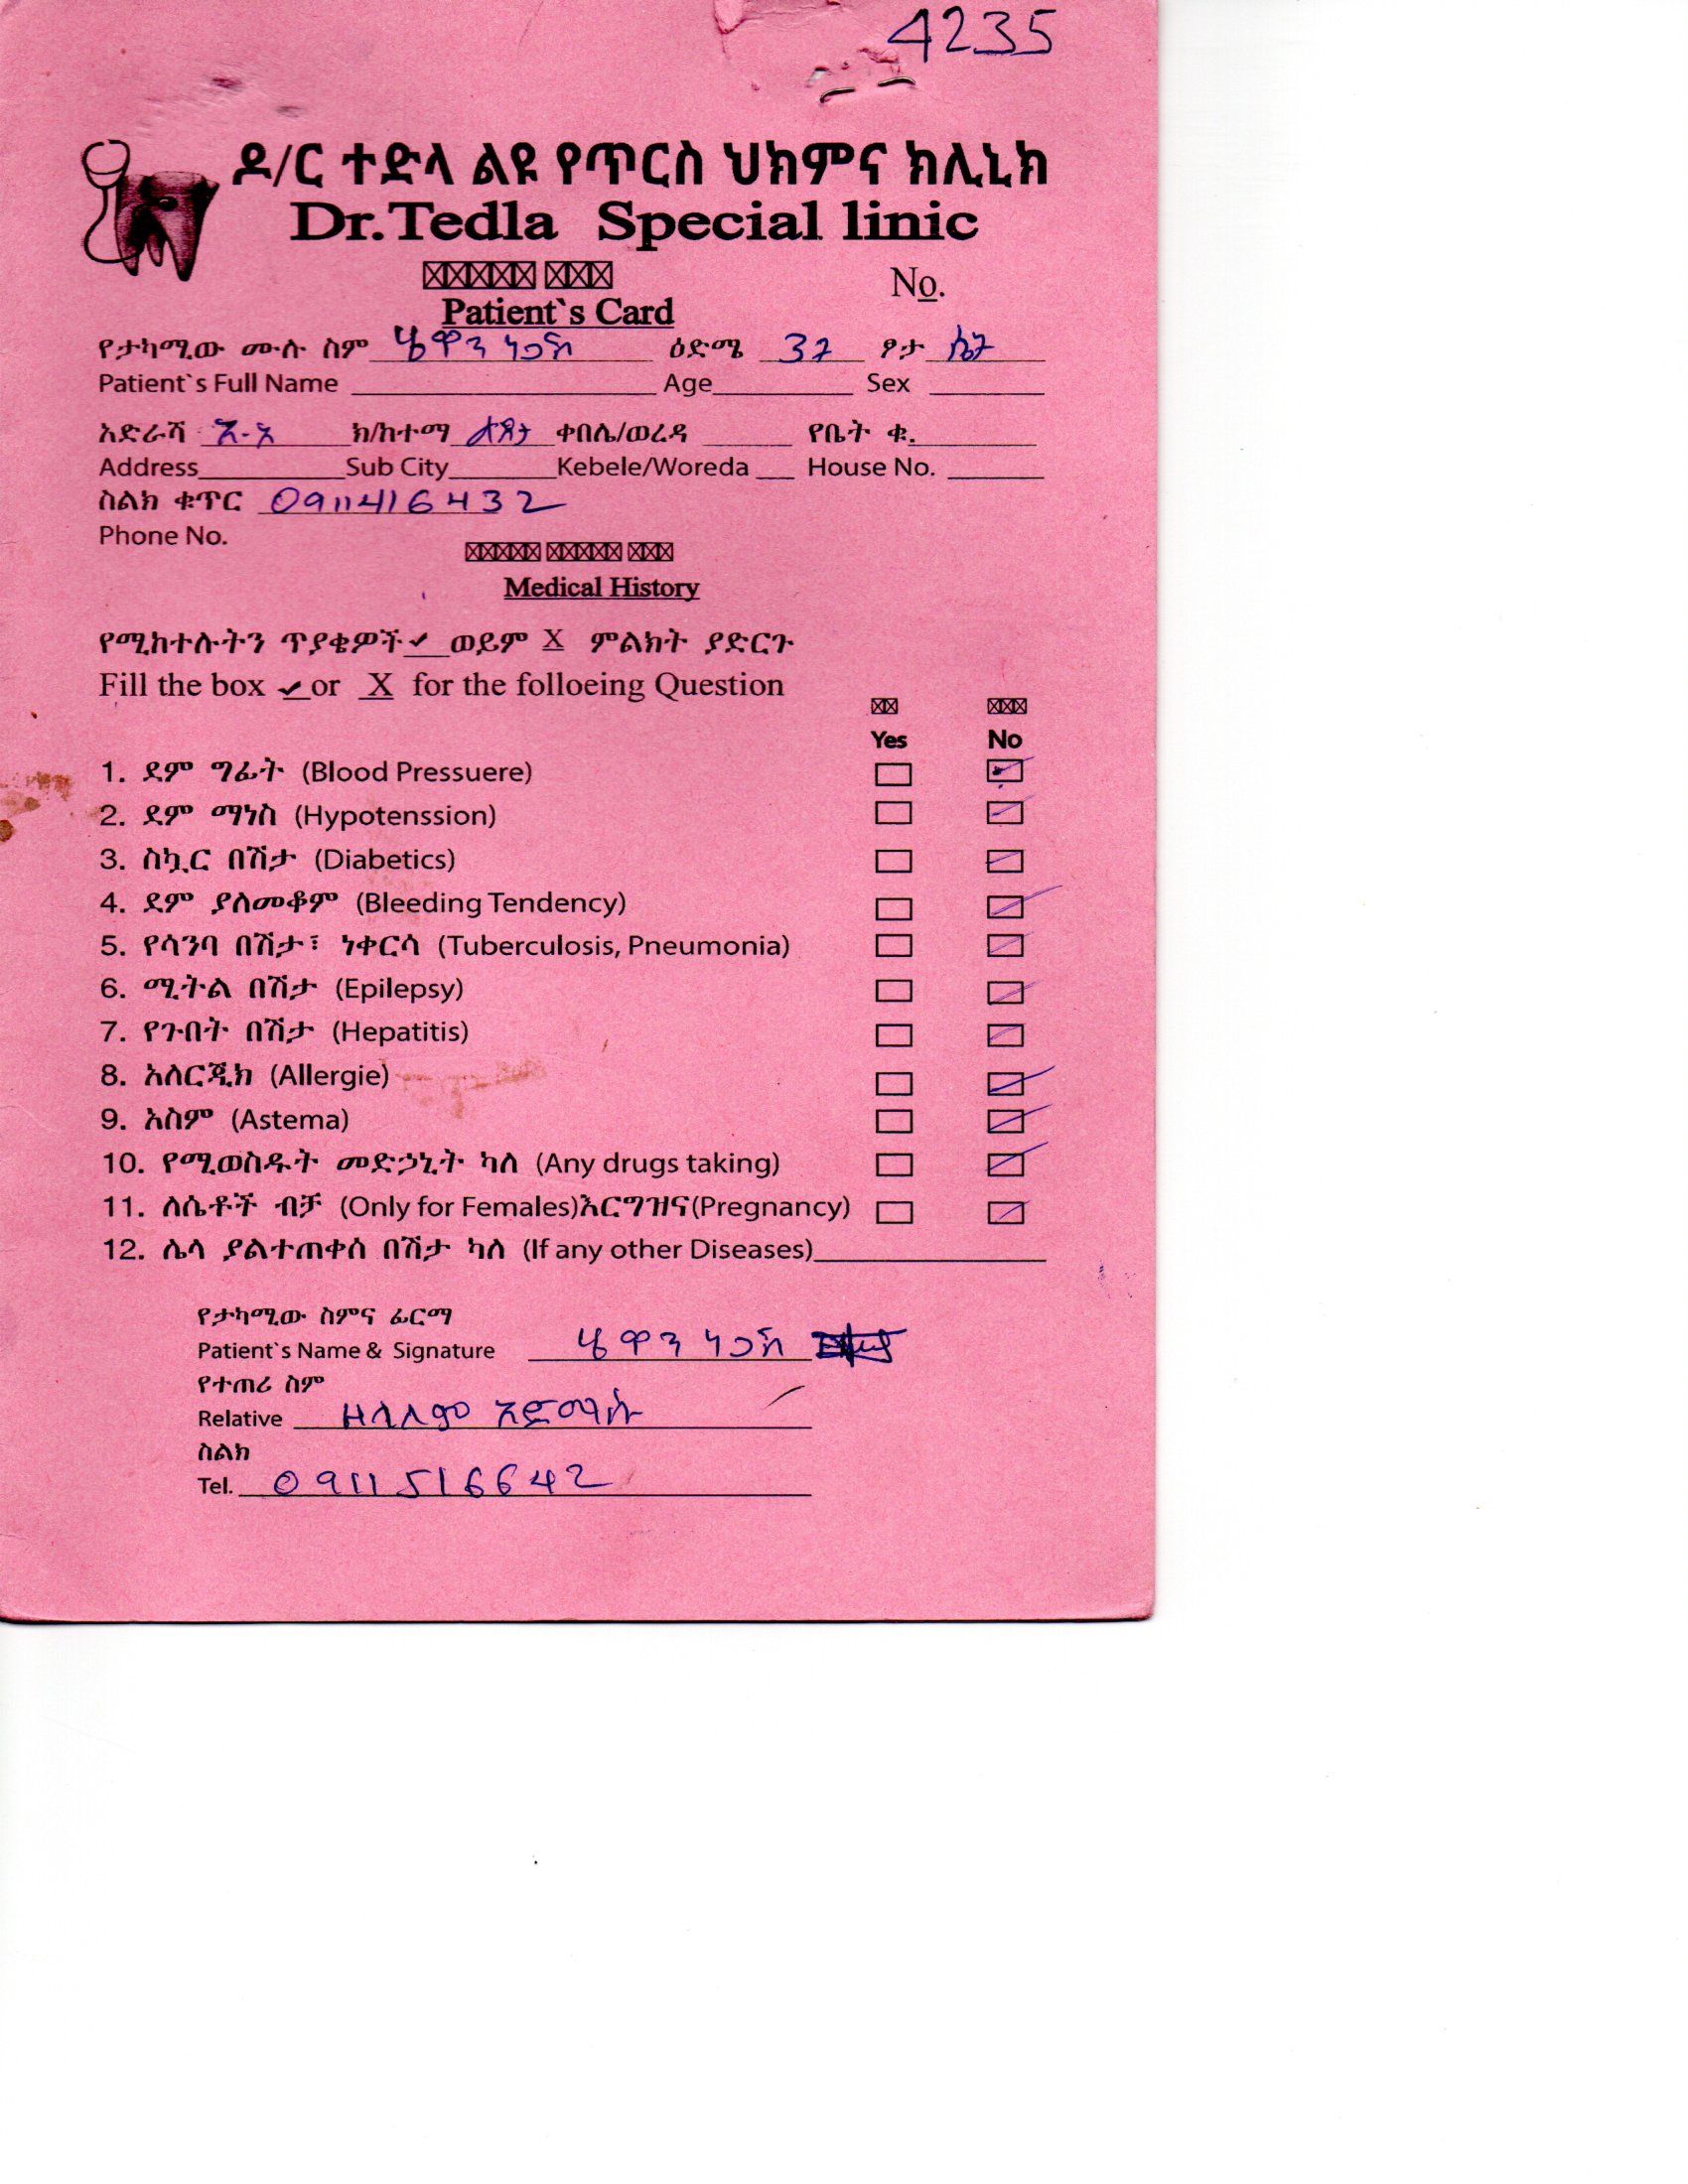 4235
ዶ/ር ተድላ ልዩ የጥርስ ህክምና ክሊኒክ
Dr.Tedla Special linic
No.
Patient`s Card
የታካሚው ሙሉ ስም ሄዋን ነጋሽ ዕድሜ 37 ፆታ ሴት
Patient`s Full Name Age Sex
አድራሻ አ-አ ክ/ከተማ ቀበሌ/ወረዳ የቤት ቁ.
Address Sub City Kebele/Woreda House No.
ስልክ ቁጥር 0911416432
Phone No.
Medical History
የሚከተሉትን ጥያቄዎች ✓ ወይም X ምልክት ያድርጉ
Fill the box ✓ or X for the folloeing Question
Yes No
1. ደም ግፊት (Blood Pressuere)
2. ደም ማነስ (Hypotenssion)
3. ስኳር በሽታ (Diabetics)
4. ደም ያለመቆም (Bleeding Tendency)
5. የሳንባ በሽታ፣ ነቀርሳ (Tuberculosis, Pneumonia)
6. ሚትል በሽታ (Epilepsy)
7. የጉበት በሽታ (Hepatitis)
8. አለርጂክ (Allergie)
9. አስም (Astema)
10. የሚወስዱት መድኃኒት ካለ (Any drugs taking)
11. ለሴቶች ብቻ (Only for Females)እርግዝና(Pregnancy)
12. ሌላ ያልተጠቀሰ በሽታ ካለ (If any other Diseases)
የታካሚው ስምና ፊርማ
Patient`s Name & Signature ሄዋን ነጋሽ
የተጠሪ ስም
Relative ዘላለም አድማሱ
ስልክ
Tel. 0911516642